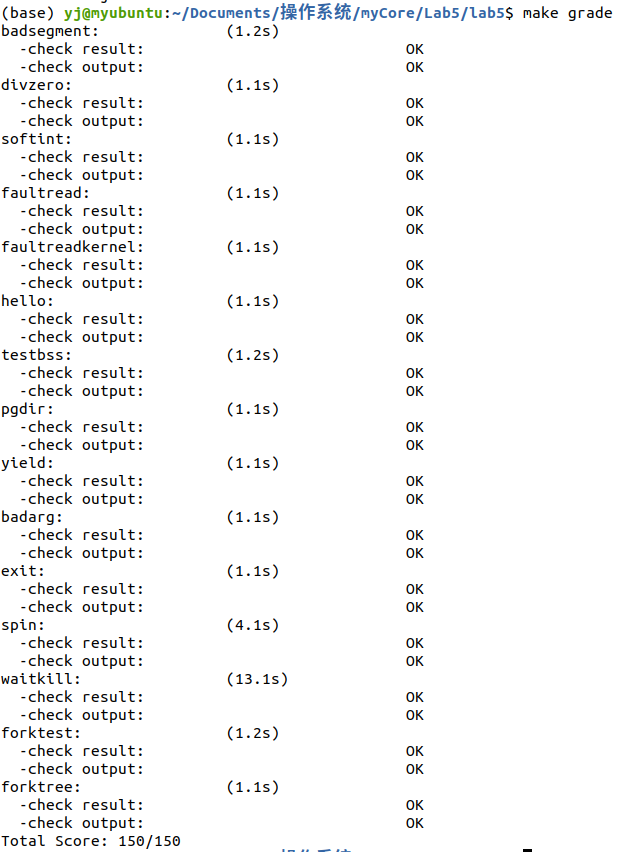 (base) yj@myubuntu:~/Documents/操作系统/myCore/Lab5/lab5$ make grade
badsegment: (1.2s)
-check result: OK
-check output: OK
divzero: (1.1s)
-check result: OK
-check output: OK
softint: (1.1s)
-check result: OK
-check output: OK
faultread: (1.1s)
-check result: OK
-check output: OK
faultreadkernel: (1.1s)
-check result: OK
-check output: OK
hello: (1.1s)
-check result: OK
-check output: OK
testbss: (1.2s)
-check result: OK
-check output: OK
pgdir: (1.1s)
-check result: OK
-check output: OK
yield: (1.1s)
-check result: OK
-check output: OK
badarg: (1.1s)
-check result: OK
-check output: OK
exit: (1.1s)
-check result: OK
-check output: OK
spin: (4.1s)
-check result: OK
-check output: OK
waitkill: (13.1s)
-check result: OK
-check output: OK
forktest: (1.2s)
-check result: OK
-check output: OK
forktree: (1.1s)
-check result: OK
-check output: OK
Total Score: 150/150